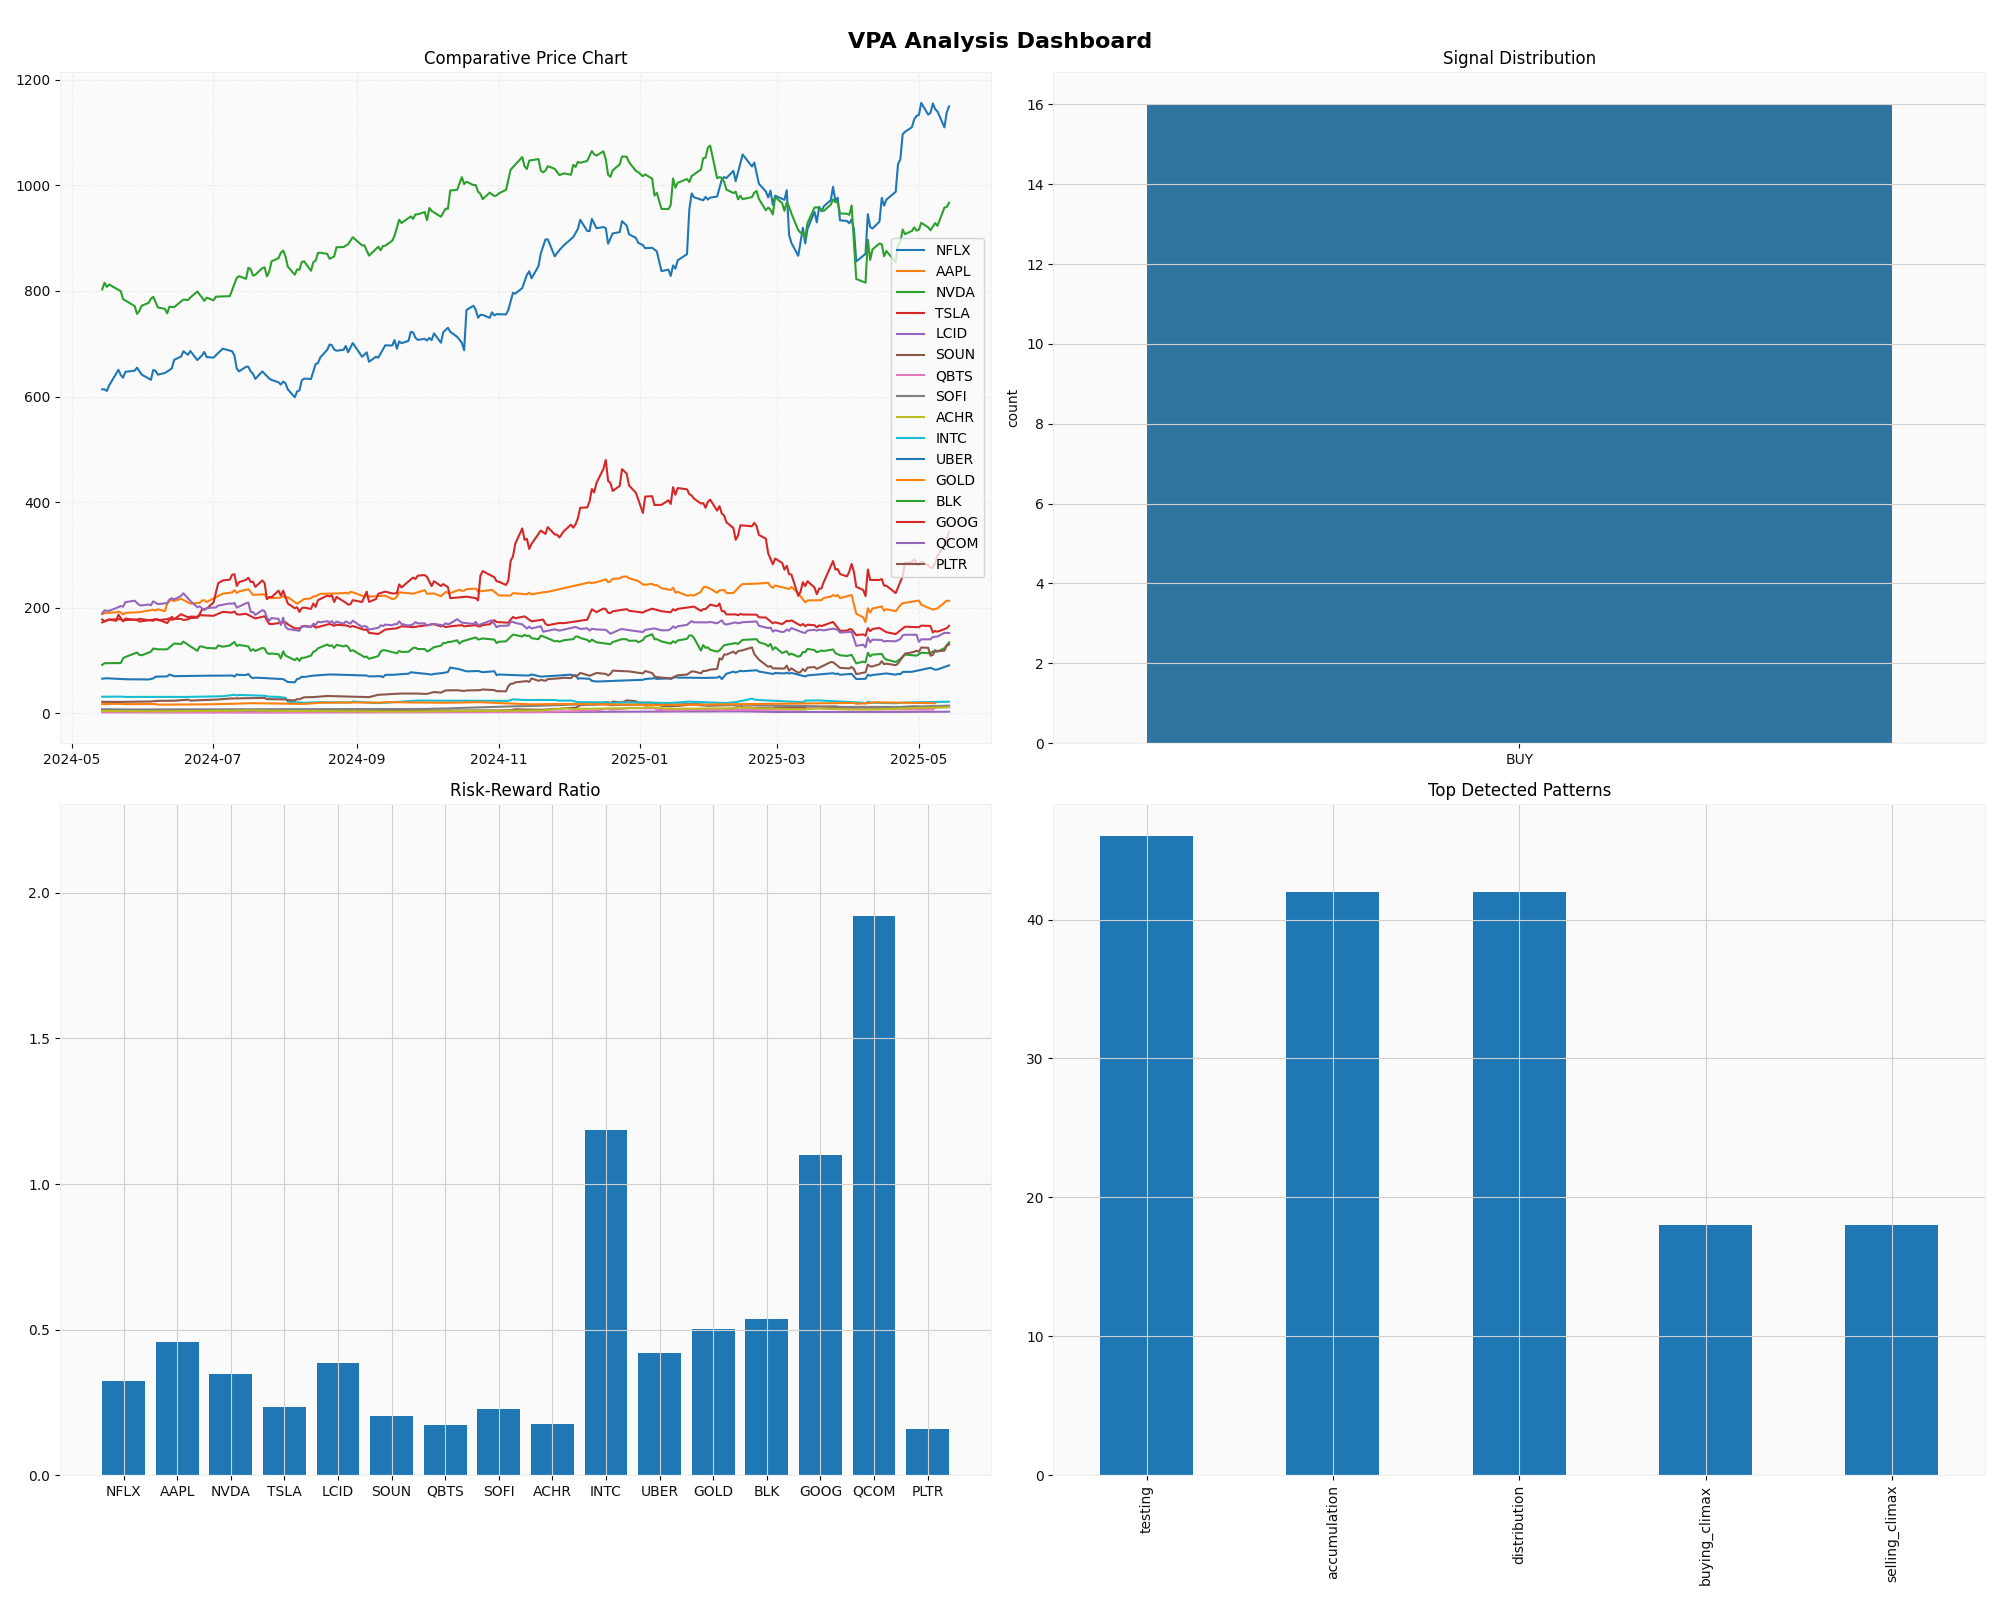 VPA Analysis Dashboard
Comparative Price Chart
1200
1000
800
600
400
200
0
2024-05 2024-07 2024-09 2024-11 2025-01 2025-03 2025-05
NFLX
AAPL
NVDA
TSLA
LCID
SOUN
QBTS
SOFI
ACHR
INTC
UBER
GOLD
BLK
GOOG
QCOM
PLTR
Signal Distribution
count
16
14
12
10
8
6
4
2
0
BUY
Risk-Reward Ratio
2.0
1.5
1.0
0.5
0.0
NFLX AAPL NVDA TSLA LCID SOUN QBTS SOFI ACHR INTC UBER GOLD BLK GOOG QCOM PLTR
Top Detected Patterns
40
30
20
10
0
testing
accumulation
distribution
buying_climax
selling_climax